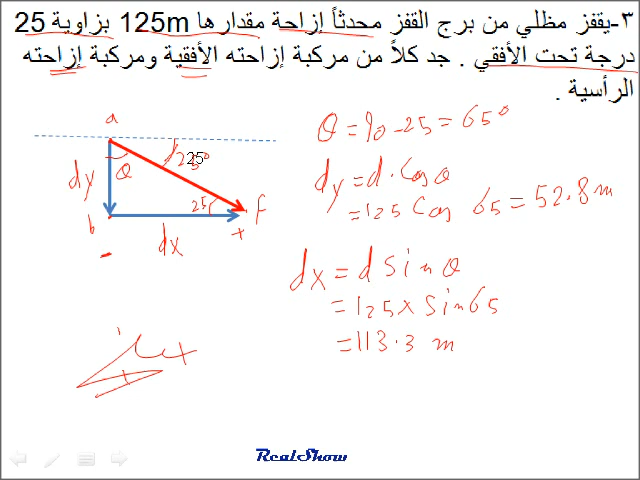 ٣-يقفز مظلي من برج القفز محدثاً إزاحة مقدارها 125m بزاوية 25
درجة تحت الأفقي . جد كلاً من مركبة إزاحته الأفقية ومركبة إزاحته
الرأسية .
a
θ = 90 - 25 = 65°
25°
θ
dy
dy = d . cos θ
25
F
= 125 cos 65 = 52.8 m
b
dx
+
-
dx = d sin θ
= 125 x sin 65
= 113.3 m
+
RealShow